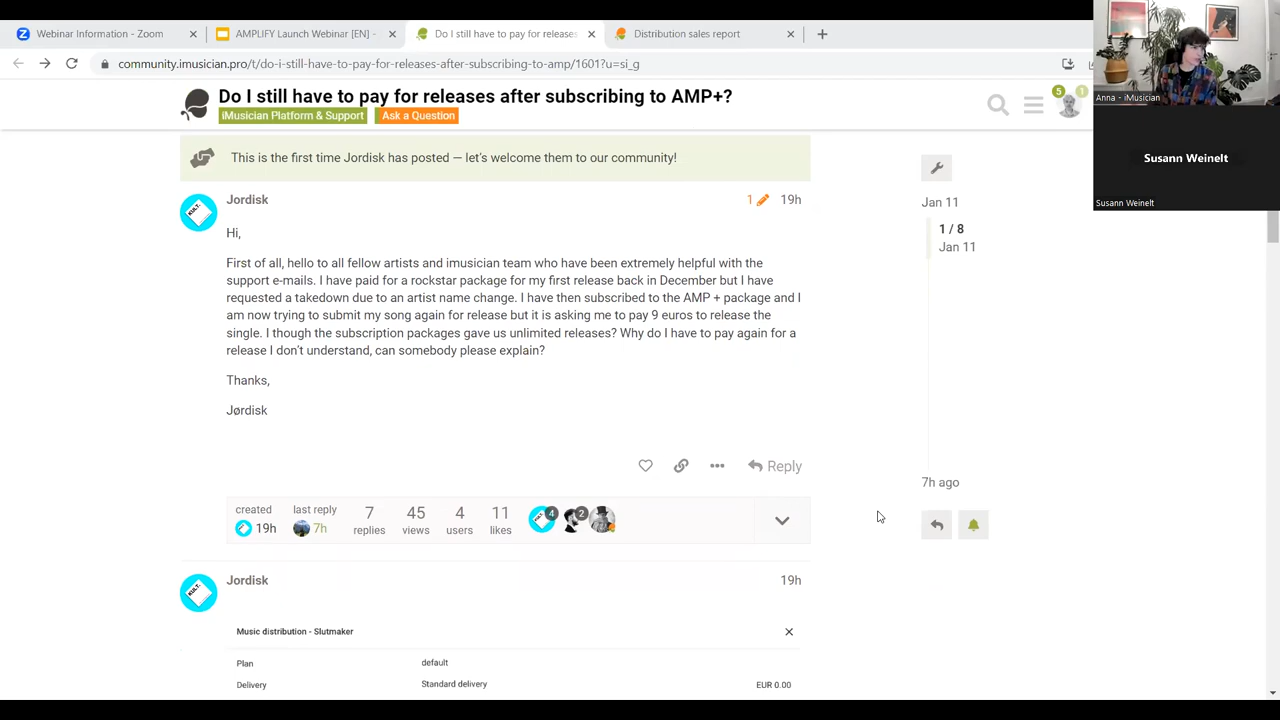 Webinar Information - Zoom
AMPLIFY Launch Webinar [EN] -
Do I still have to pay for releases
Distribution sales report
community.imusician.pro/t/do-i-still-have-to-pay-for-releases-after-subscribing-to-amp/1601?u=si_g
Anna - iMusician
Susann Weinelt
Susann Weinelt
Do I still have to pay for releases after subscribing to AMP+?
iMusician Platform & Support
Ask a Question
5
1
This is the first time Jordisk has posted — let's welcome them to our community!
Jordisk
1
19h
Hi,
First of all, hello to all fellow artists and imusician team who have been extremely helpful with the
support e-mails. I have paid for a rockstar package for my first release back in December but I have
requested a takedown due to an artist name change. I have then subscribed to the AMP + package and I
am now trying to submit my song again for release but it is asking me to pay 9 euros to release the
single. I though the subscription packages gave us unlimited releases? Why do I have to pay again for a
release I don't understand, can somebody please explain?
Thanks,
Jørdisk
Reply
Jan 11
1 / 8
Jan 11
7h ago
created
19h
last reply
7h
7
replies
45
views
4
users
11
likes
KULT.
4
2
Jordisk
19h
KULT.
Music distribution - Slutmaker
Plan
default
Delivery
Standard delivery
EUR 0.00